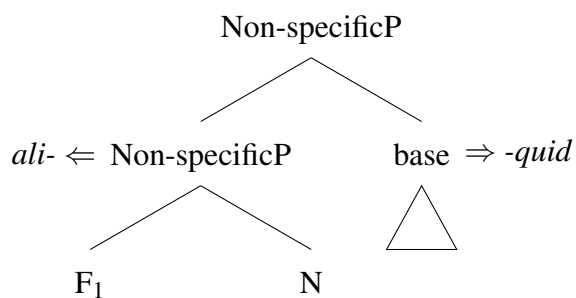 Non-specificP
ali- ⇐ Non-specificP base ⇒ -quid
F₁ N